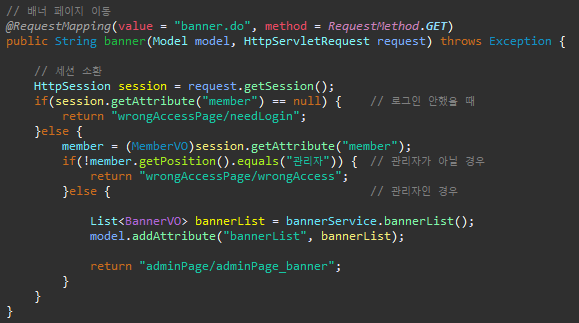 // 배너 페이지 이동
@RequestMapping(value = "banner.do", method = RequestMethod.GET)
public String banner(Model model, HttpServletRequest request) throws Exception {
// 세션 소환
HttpSession session = request.getSession();
if(session.getAttribute("member") == null) { // 로그인 안했을 때
return "wrongAccessPage/needLogin";
}else {
member = (MemberVO)session.getAttribute("member");
if(!member.getPosition().equals("관리자")) { // 관리자가 아닐 경우
return "wrongAccessPage/wrongAccess";
}else { // 관리자인 경우
List<BannerVO> bannerList = bannerService.bannerList();
model.addAttribute("bannerList", bannerList);
return "adminPage/adminPage_banner";
}
}
}